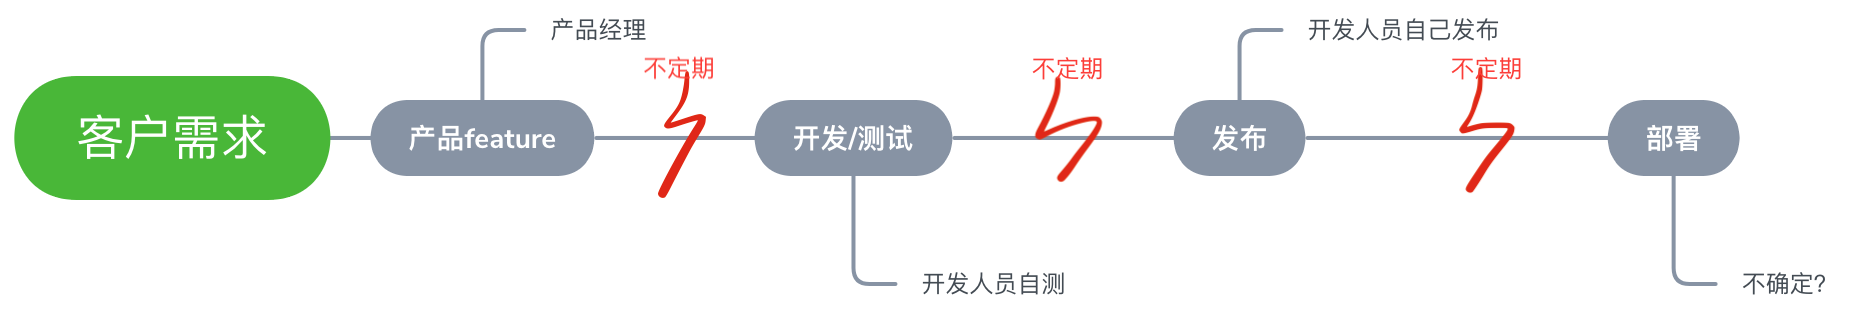 产品经理
开发人员自己发布
不定期
不定期
不定期
客户需求
产品feature
开发/测试
发布
部署
开发人员自测
不确定?